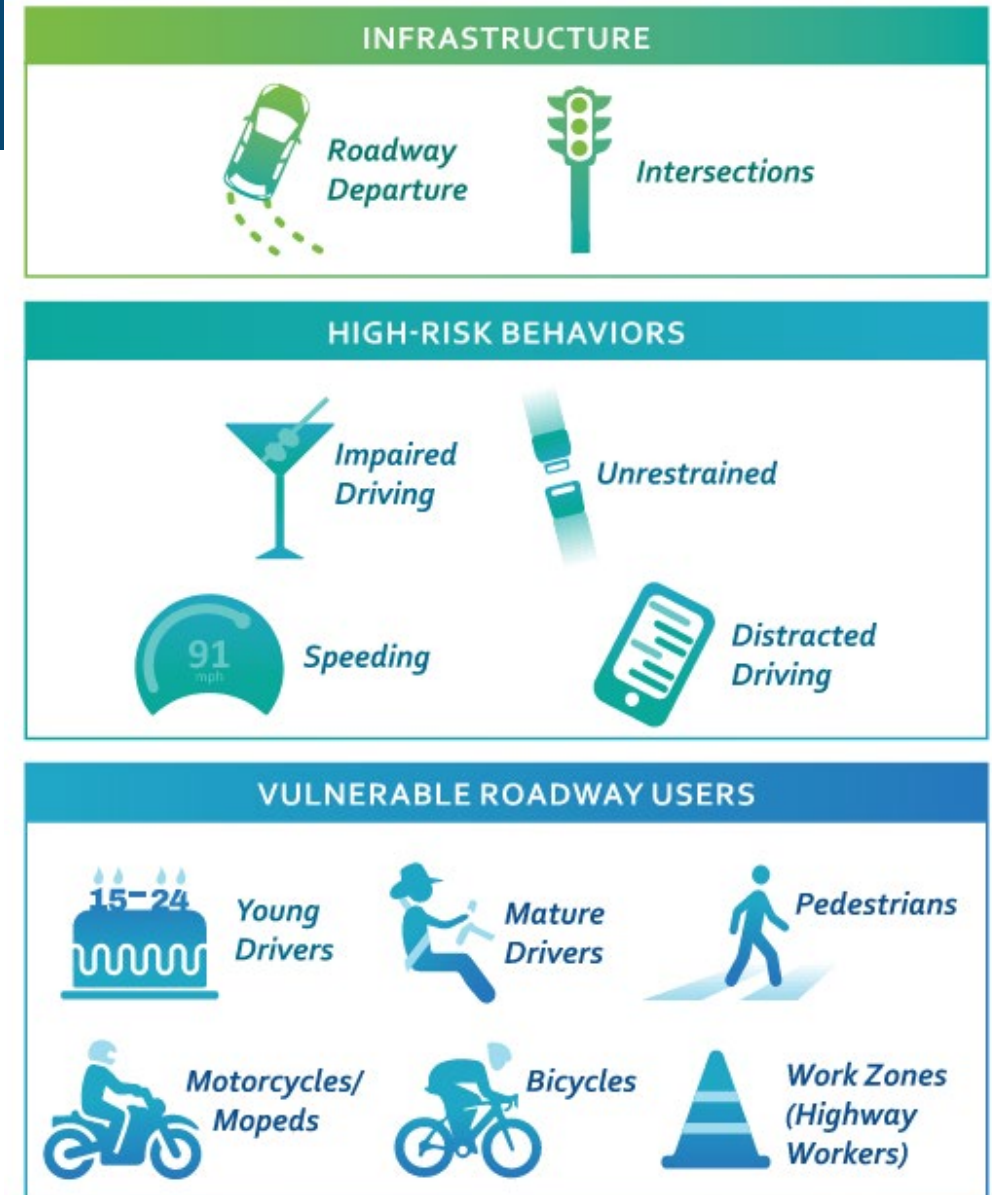 INFRASTRUCTURE
Roadway
Departure
Intersections
HIGH-RISK BEHAVIORS
Impaired
Driving
Unrestrained
91
mph
Speeding
Distracted
Driving
VULNERABLE ROADWAY USERS
15-24
Young
Drivers
Mature
Drivers
Pedestrians
Motorcycles/
Mopeds
Bicycles
Work Zones
(Highway
Workers)